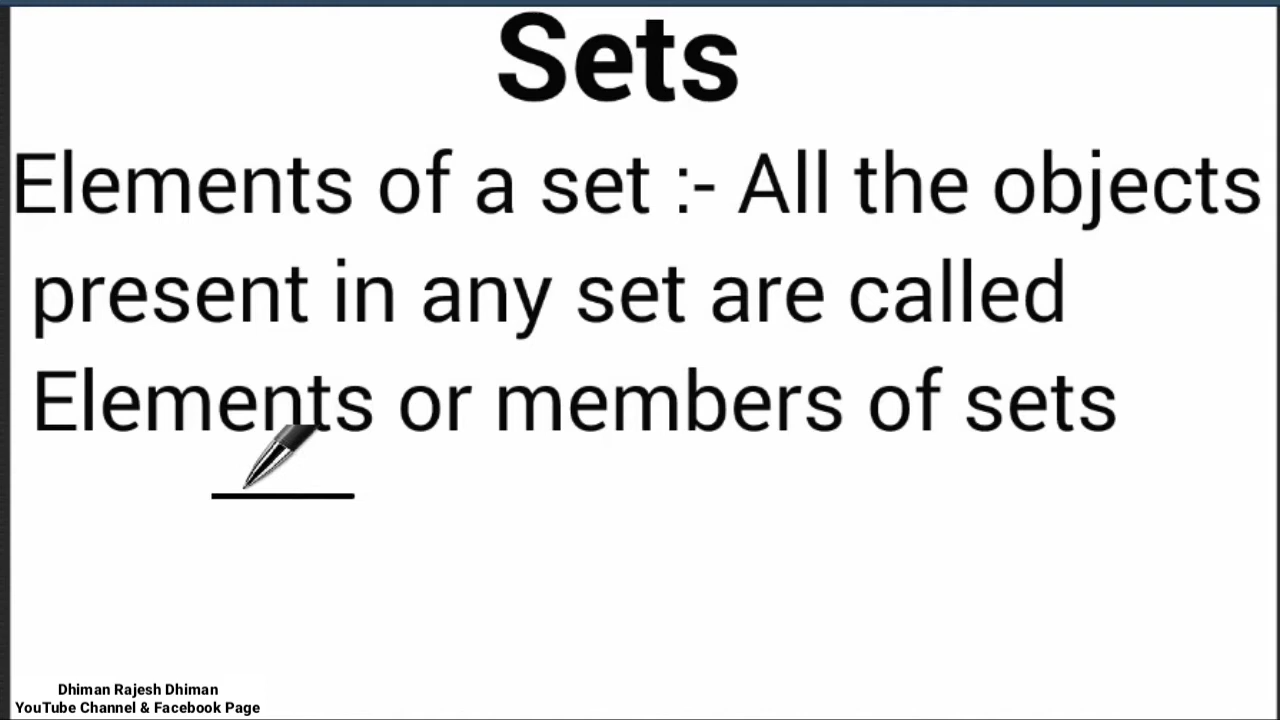 Sets
Elements of a set :- All the objects
present in any set are called
Elements or members of sets
Dhiman Rajesh Dhiman
YouTube Channel & Facebook Page